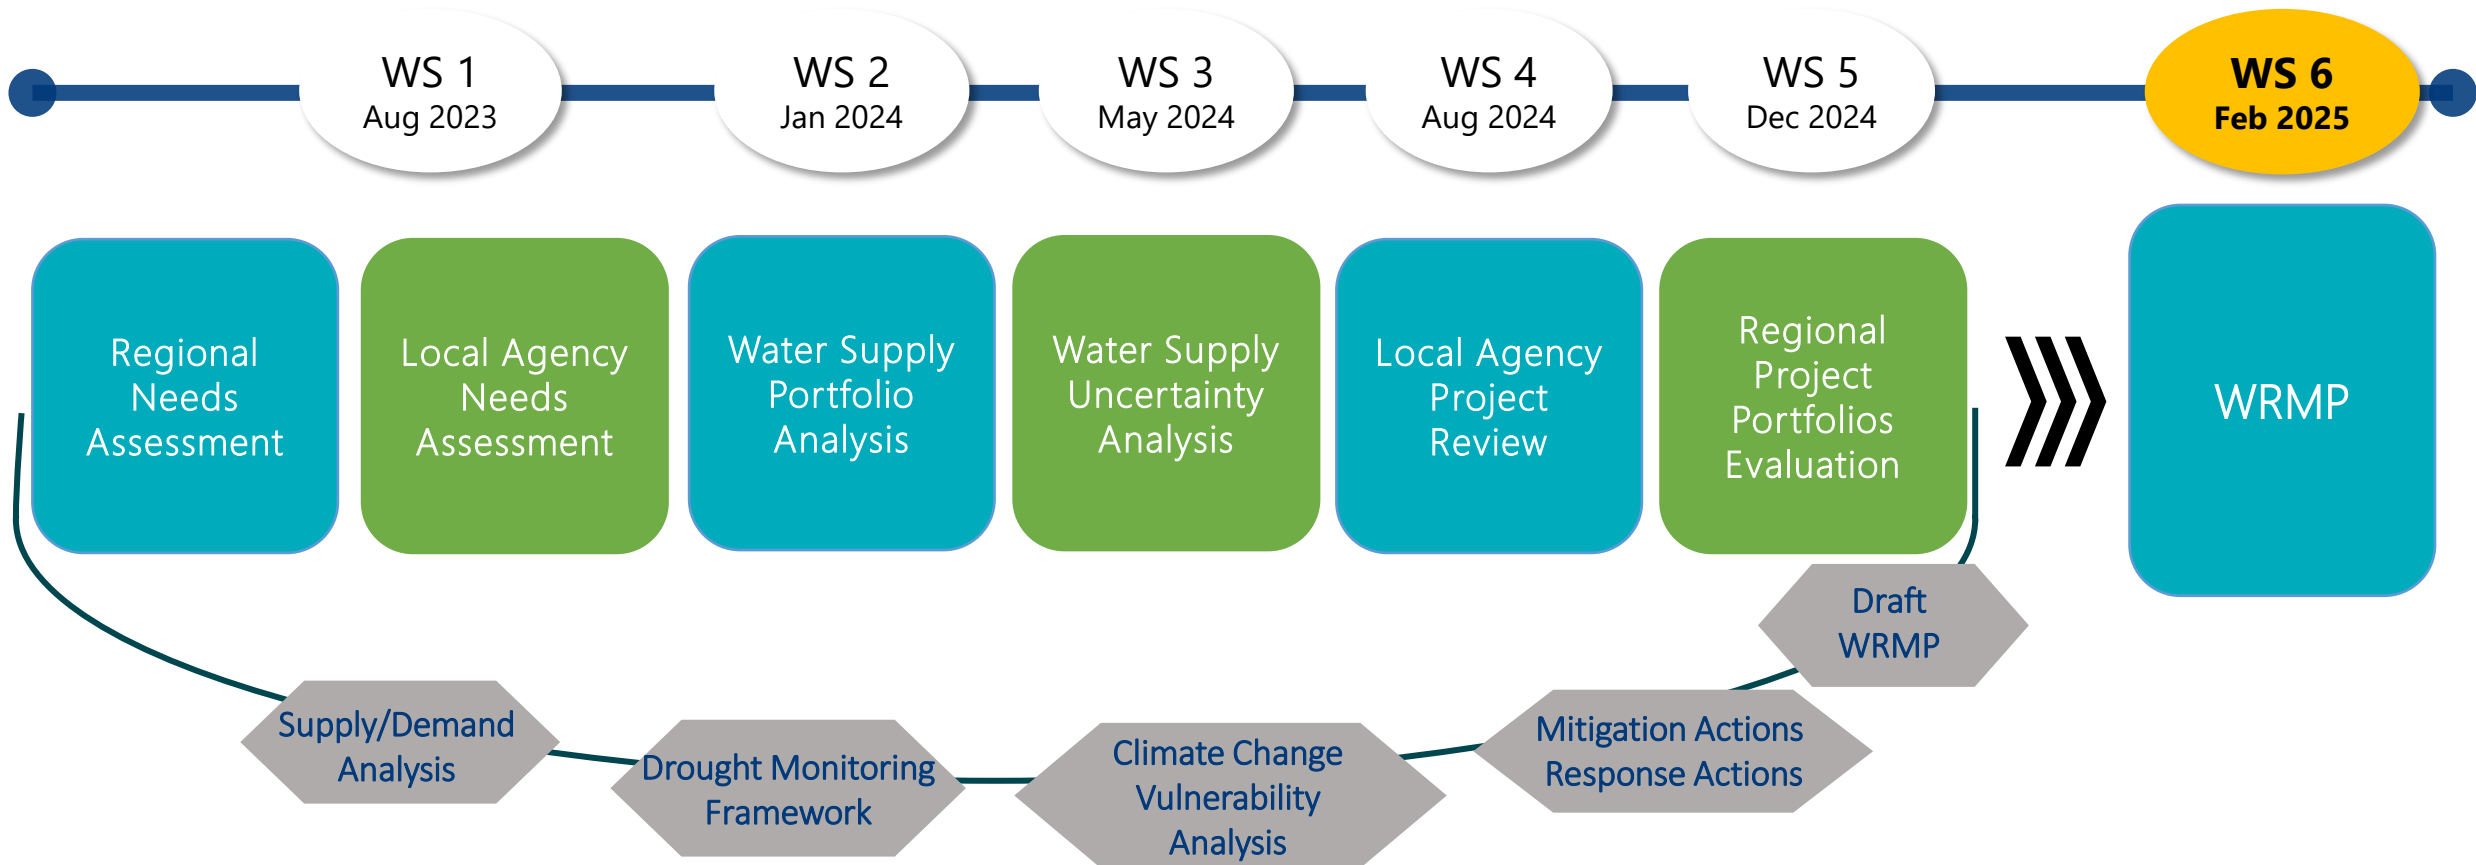 WS 1
Aug 2023
WS 2
Jan 2024
WS 3
May 2024
WS 4
Aug 2024
WS 5
Dec 2024
WS 6
Feb 2025
Regional
Needs
Assessment
Local Agency
Needs
Assessment
Water Supply
Portfolio
Analysis
Water Supply
Uncertainty
Analysis
Local Agency
Project
Review
Regional
Project
Portfolios
Evaluation
WRMP
Supply/Demand
Analysis
Drought Monitoring
Framework
Climate Change
Vulnerability
Analysis
Mitigation Actions
Response Actions
Draft
WRMP